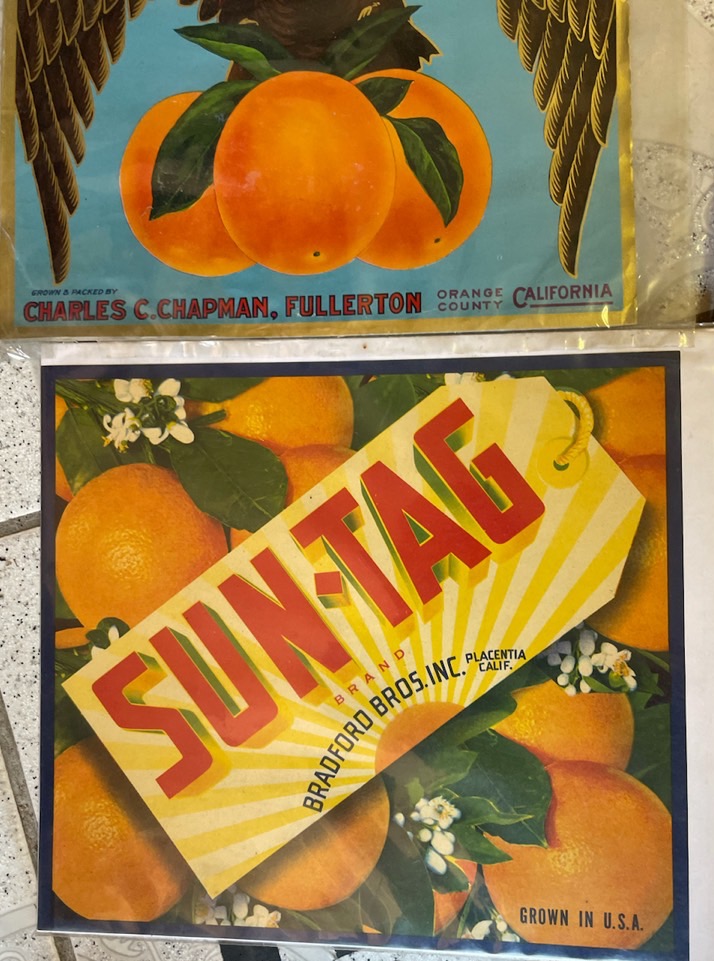 GROWN & PACKED BY
CHARLES C. CHAPMAN, FULLERTON
ORANGE
COUNTY
CALIFORNIA
SUN·TAG
BRAND
BRADFORD BROS. INC.
PLACENTIA
CALIF.
GROWN IN U.S.A.